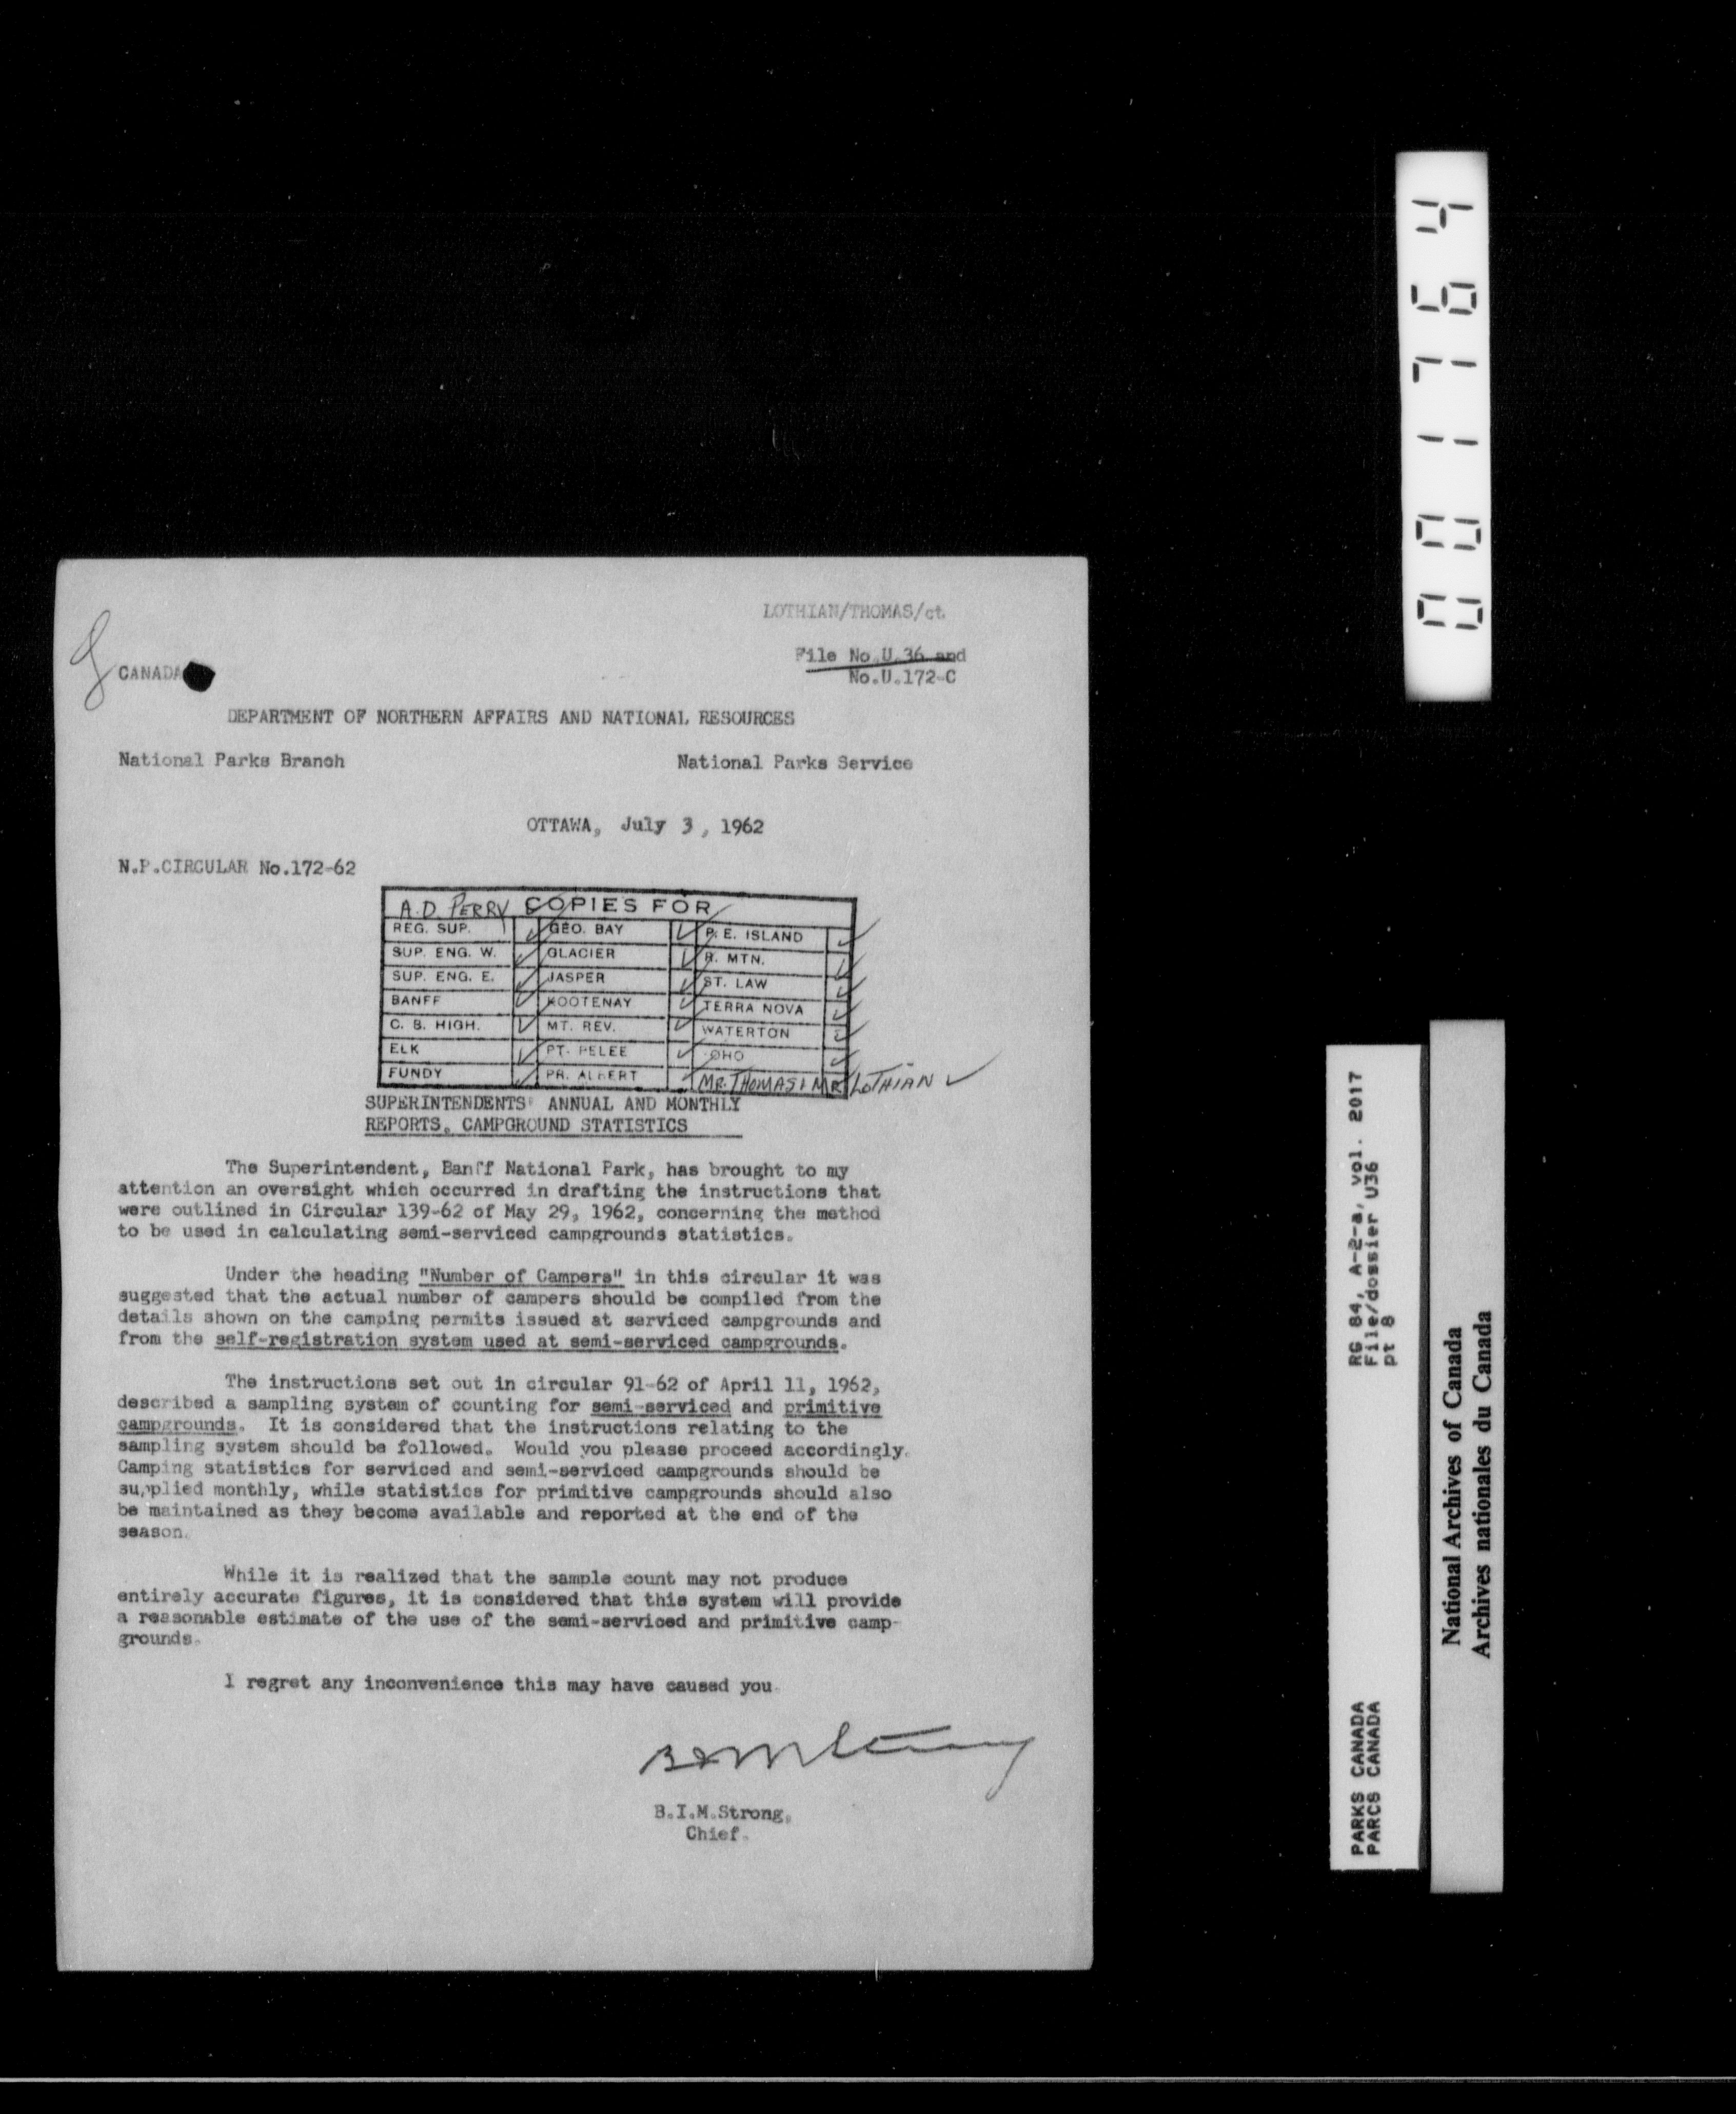 LOTHIAN/THOMAS/ct.
File No.U.36 and
No.U.172-C
CANADA
DEPARTMENT OF NORTHERN AFFAIRS AND NATIONAL RESOURCES
National Parks Branch National Parks Service
OTTAWA, July 3, 1962
N.P.CIRCULAR No.172-62
A.D. PERRY COPIES FOR
REG. SUP. GEO. BAY P.E. ISLAND
SUP. ENG. W. GLACIER R. MTN.
SUP. ENG. E. JASPER ST. LAW
BANFF KOOTENAY TERRA NOVA
C. B. HIGH. MT. REV. WATERTON
ELK PT. PELEE YOHO
FUNDY PR. ALBERT MR. THOMAS & MR LOTHIAN
SUPERINTENDENTS' ANNUAL AND MONTHLY
REPORTS, CAMPGROUND STATISTICS
The Superintendent, Banff National Park, has brought to my
attention an oversight which occurred in drafting the instructions that
were outlined in Circular 139-62 of May 29, 1962, concerning the method
to be used in calculating semi-serviced campgrounds statistics.
Under the heading "Number of Campers" in this circular it was
suggested that the actual number of campers should be compiled from the
details shown on the camping permits issued at serviced campgrounds and
from the self-registration system used at semi-serviced campgrounds.
The instructions set out in circular 91-62 of April 11, 1962,
described a sampling system of counting for semi-serviced and primitive
campgrounds. It is considered that the instructions relating to the
sampling system should be followed. Would you please proceed accordingly.
Camping statistics for serviced and semi-serviced campgrounds should be
supplied monthly, while statistics for primitive campgrounds should also
be maintained as they become available and reported at the end of the
season.
While it is realized that the sample count may not produce
entirely accurate figures, it is considered that this system will provide
a reasonable estimate of the use of the semi-serviced and primitive camp-
grounds.
I regret any inconvenience this may have caused you.
B.I.M.Strong,
Chief.
001764
RG 84, A-2-a, vol. 2017
File/dossier U36
pt 8
PARKS CANADA
PARCS CANADA
National Archives of Canada
Archives nationales du Canada